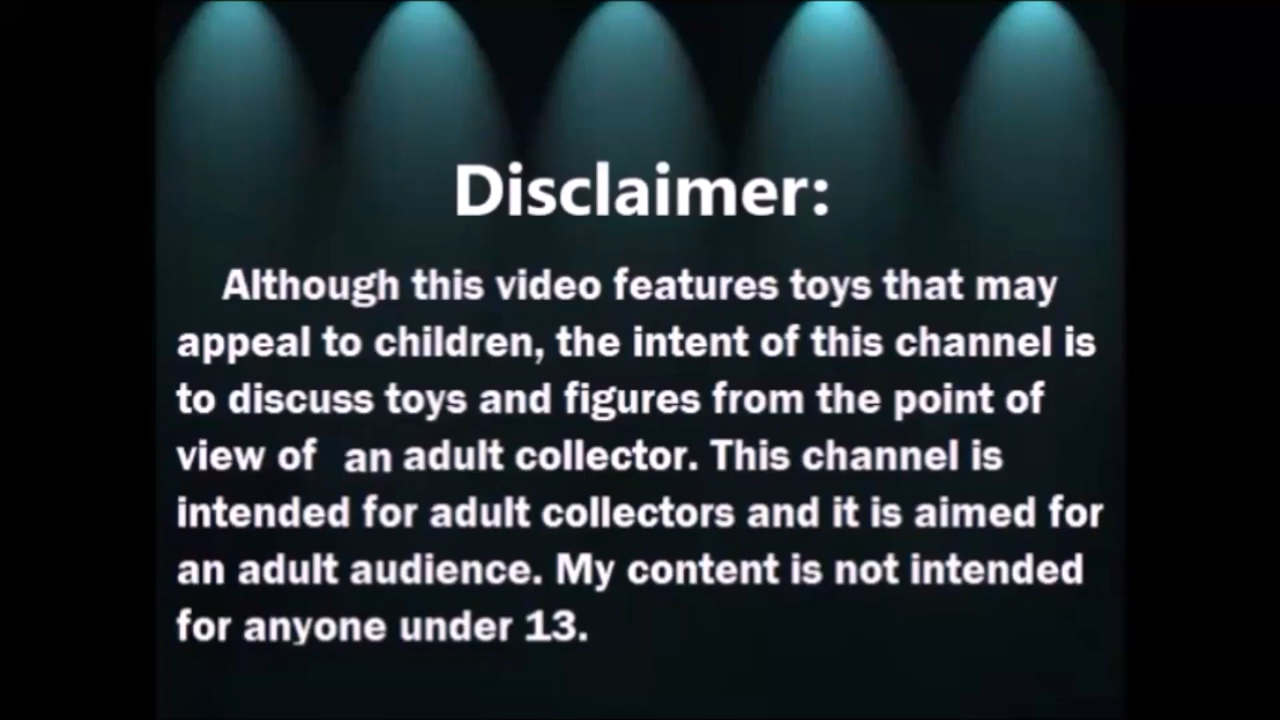 Disclaimer:
Although this video features toys that may
appeal to children, the intent of this channel is
to discuss toys and figures from the point of
view of an adult collector. This channel is
intended for adult collectors and it is aimed for
an adult audience. My content is not intended
for anyone under 13.